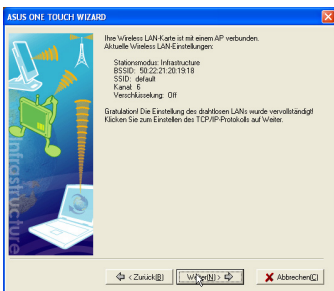 ASUS ONE TOUCH WIZARD
Ihre Wireless LAN-Karte ist mit einem AP verbunden.
Aktuelle Wireless LAN-Einstellungen:
Stationsmodus: Infrastructure
BSSID: 50:22:21:20:19:18
SSID: default
Kanal: 6
Verschlüsselung: Off
Gratulation! Die Einstellung des drahtlosen LANs wurde vervollständigt!
Klicken Sie zum Einstellen des TCP/IP-Protokolls auf Weiter.
Infrastructure
< Zurück(B)
Weiter(N) >
Abbrechen(C)